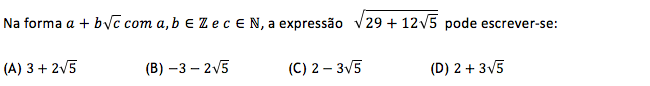 Na forma a + b√c com a, b ∈ ℤ e c ∈ ℕ, a expressão √(29 + 12√5) pode escrever-se:
(A) 3 + 2√5 (B) −3 − 2√5 (C) 2 − 3√5 (D) 2 + 3√5